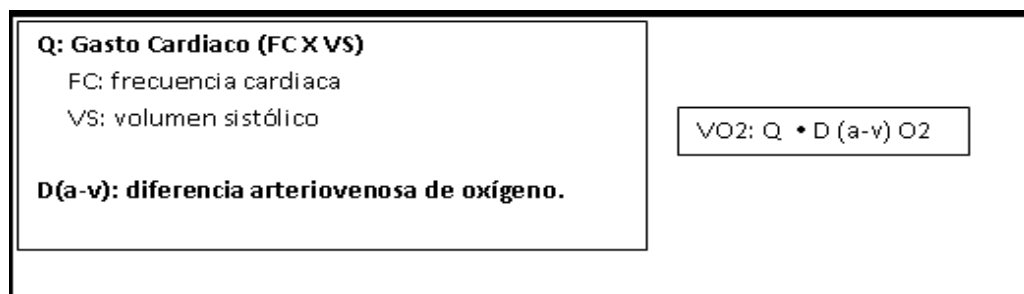 Q: Gasto Cardiaco (FC X VS)
FC: frecuencia cardiaca
VS: volumen sistólico
D(a-v): diferencia arteriovenosa de oxígeno.
VO2: Q • D (a-v) O2